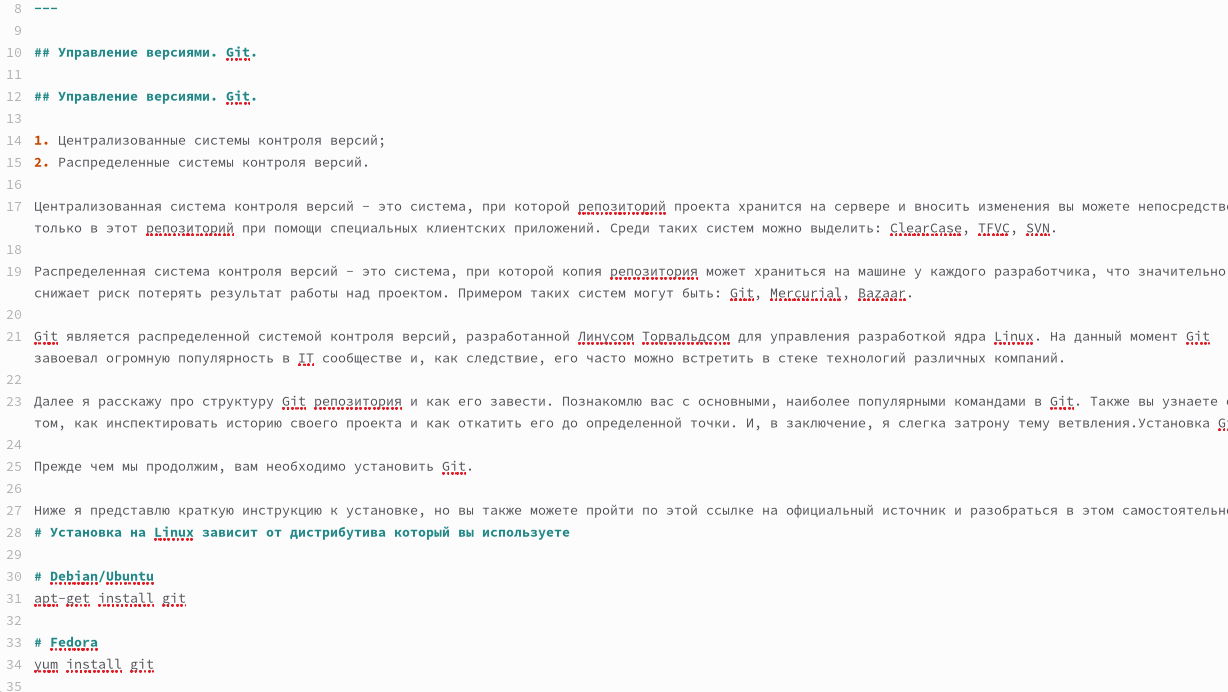 8 ---
9
10 ## Управление версиями. Git.
11
12 ## Управление версиями. Git.
13
14 1. Централизованные системы контроля версий;
15 2. Распределенные системы контроля версий.
16
17 Централизованная система контроля версий – это система, при которой репозиторий проекта хранится на сервере и вносить изменения вы можете
только в этот репозиторий при помощи специальных клиентских приложений. Среди таких систем можно выделить: ClearCase, TFVC, SVN.
18
19 Распределенная система контроля версий – это система, при которой копия репозитория может храниться на машине у каждого разработчика, что значительно
снижает риск потерять результат работы над проектом. Примером таких систем могут быть: Git, Mercurial, Bazaar.
20
21 Git является распределенной системой контроля версий, разработанной Линусом Торвальдсом для управления разработкой ядра Linux. На данный момент Git
завоевал огромную популярность в IT сообществе и, как следствие, его часто можно встретить в стеке технологий различных компаний.
22
23 Далее я расскажу про структуру Git репозитория и как его завести. Познакомлю вас с основными, наиболее популярными командами в Git. Также вы узнаете
том, как инспектировать историю своего проекта и как откатить его до определенной точки. И, в заключение, я слегка затрону тему ветвления.Установка
24
25 Прежде чем мы продолжим, вам необходимо установить Git.
26
27 Ниже я представлю краткую инструкцию к установке, но вы также можете пройти по этой ссылке на официальный источник и разобраться в этом
28 # Установка на Linux зависит от дистрибутива который вы используете
29
30 # Debian/Ubuntu
31 apt-get install git
32
33 # Fedora
34 yum install git
35